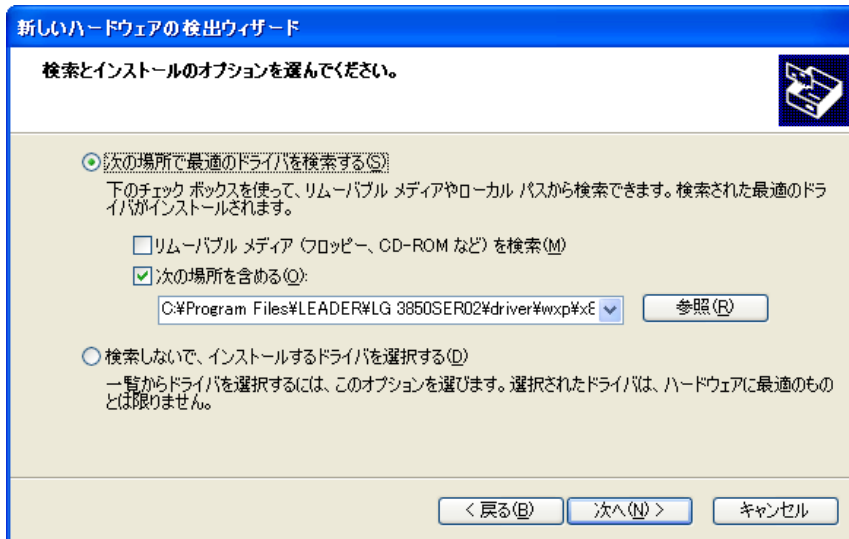 新しいハードウェアの検出ウィザード
検索とインストールのオプションを選んでください。
次の場所で最適のドライバを検索する(S)
下のチェック ボックスを使って、リムーバブル メディアやローカル パスから検索できます。検索された最適のドラ
イバがインストールされます。
リムーバブル メディア (フロッピー、CD-ROM など) を検索(M)
次の場所を含める(O):
C:¥Program Files¥LEADER¥LG 3850SER02¥driver¥wxp¥x8
参照(R)
検索しないで、インストールするドライバを選択する(D)
一覧からドライバを選択するには、このオプションを選びます。選択されたドライバは、ハードウェアに最適のもの
とは限りません。
< 戻る(B)
次へ(N) >
キャンセル